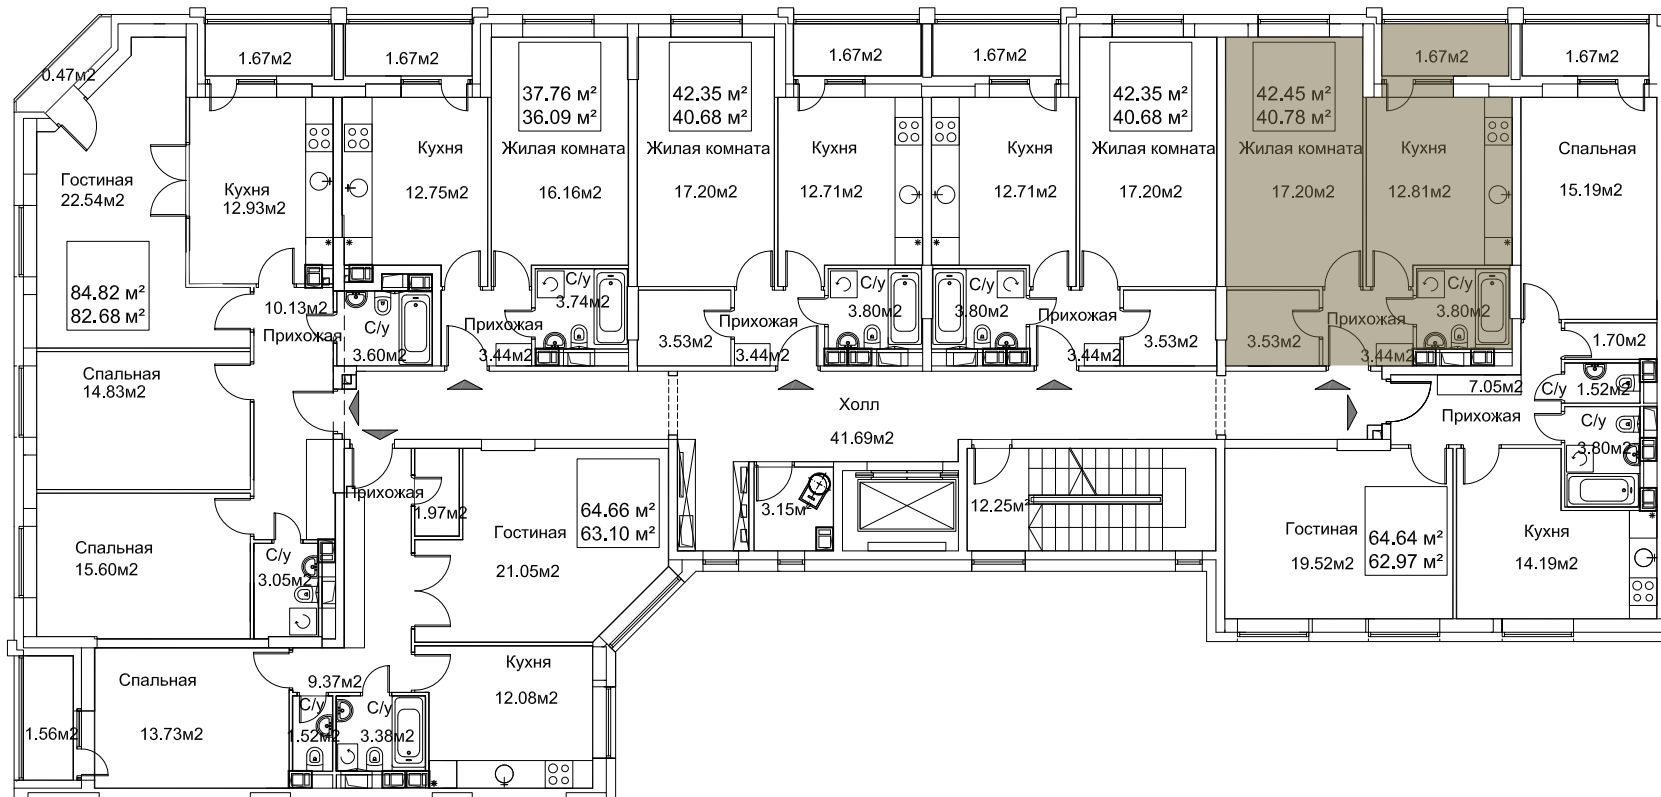 0.47м2
1.67м2
1.67м2
1.67м2
1.67м2
1.67м2
1.67м2
37.76 м²
36.09 м²
42.35 м²
40.68 м²
42.35 м²
40.68 м²
42.45 м²
40.78 м²
Гостиная
22.54м2
Кухня
12.93м2
Кухня
12.75м2
Жилая комната
16.16м2
Жилая комната
17.20м2
Кухня
12.71м2
Кухня
12.71м2
Жилая комната
17.20м2
Жилая комната
17.20м2
Кухня
12.81м2
Спальная
15.19м2
84.82 м²
82.68 м²
10.13м2
Прихожая
С/у
3.60м2
Прихожая
3.44м2
С/у
3.74м2
3.53м2
Прихожая
3.44м2
С/у
3.80м2
С/у
3.80м2
Прихожая
3.44м2
3.53м2
3.53м2
Прихожая
3.44м2
С/у
3.80м2
1.70м2
Спальная
14.83м2
Холл
41.69м2
7.05м2
Прихожая
С/у
1.52м2
С/у
3.80м2
Прихожая
1.97м2
Гостиная
21.05м2
64.66 м²
63.10 м²
3.15м²
12.25м²
Гостиная
19.52м2
64.64 м²
62.97 м²
Кухня
14.19м2
Спальная
15.60м2
С/у
3.05м2
Спальная
13.73м2
1.56м2
9.37м2
С/у
1.52м2
С/у
3.38м2
Кухня
12.08м2